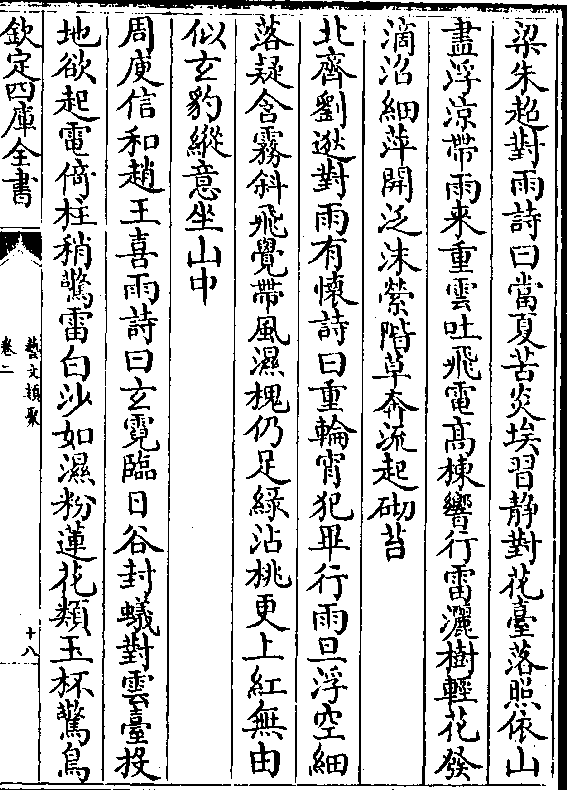 梁朱超對雨詩曰當夏苦炎埃習静對花臺落照依山
盡浮涼帶雨来重雲吐飛電髙棟響行雷灑樹輕花發
滴沼細萍開泛沫縈階草奔流起砌苔
北齊劉逖對雨有懷詩曰重輪宵犯畢行雨旦浮空細
落疑含霧斜飛覺帶風濕槐仍足緑沾桃更上紅無由
似玄豹縱意坐山中
周庾信和趙王喜雨詩曰玄霓臨日谷封蟻對雲臺投
地欲起電倚柱稍驚雷白沙如濕粉蓮花類玉杯驚鳥
欽定四庫全書
藝文類聚
卷二
十八